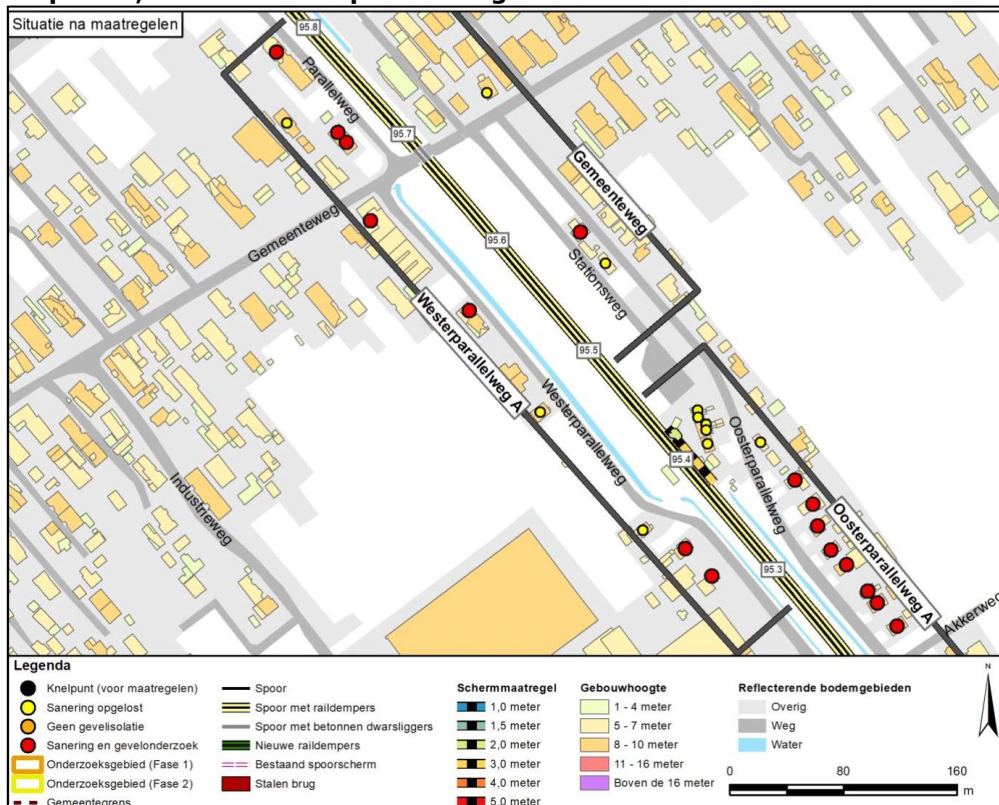 Situatie na maatregelen
95.8
Parallelweg
95.7
Gemeenteweg
Gemeenteweg
95.6
Stationsweg
95.5
Westerparallelweg A
Westerparallelweg
95.4
Oosterparallelweg
Industrieweg
95.3
Oosterparallelweg A
Akkerweg
Legenda
Knelpunt (voor maatregelen)
Sanering opgelost
Geen gevelisolatie
Sanering en gevelonderzoek
Onderzoeksgebied (Fase 1)
Onderzoeksgebied (Fase 2)
Gemeentegrens
Spoor
Spoor met raildempers
Spoor met betonnen dwarsliggers
Nieuwe raildempers
Bestaand spoorscherm
Stalen brug
Schermmaatregel
1,0 meter
1,5 meter
2,0 meter
3,0 meter
4,0 meter
5,0 meter
Gebouwhoogte
1 - 4 meter
5 - 7 meter
8 - 10 meter
11 - 16 meter
Boven de 16 meter
Reflecterende bodemgebieden
Overig
Weg
Water
N
0 80 160
m